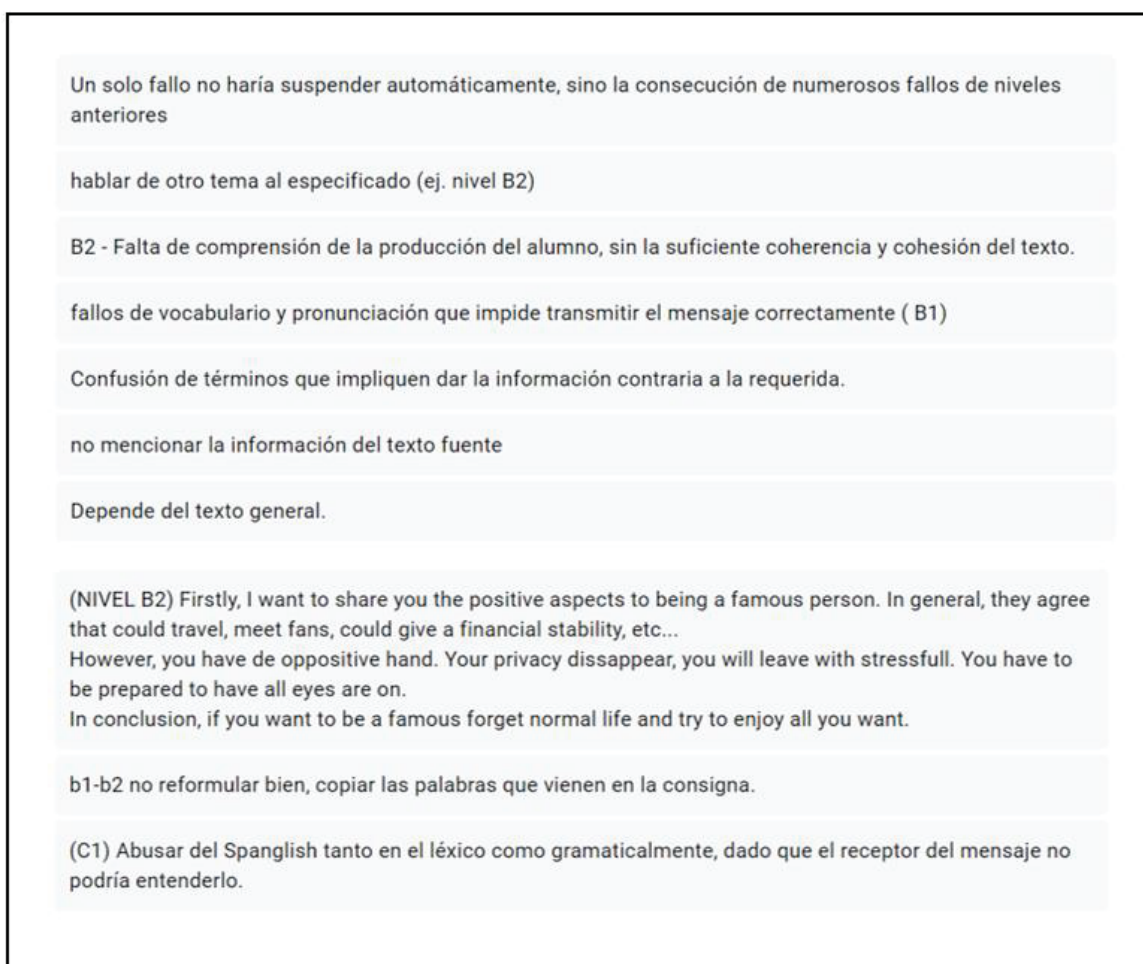 Un solo fallo no haría suspender automáticamente, sino la consecución de numerosos fallos de niveles
anteriores
hablar de otro tema al especificado (ej. nivel B2)
B2 - Falta de comprensión de la producción del alumno, sin la suficiente coherencia y cohesión del texto.
fallos de vocabulario y pronunciación que impide transmitir el mensaje correctamente ( B1)
Confusión de términos que impliquen dar la información contraria a la requerida.
no mencionar la información del texto fuente
Depende del texto general.
(NIVEL B2) Firstly, I want to share you the positive aspects to being a famous person. In general, they agree
that could travel, meet fans, could give a financial stability, etc...
However, you have de oppositive hand. Your privacy dissappear, you will leave with stressfull. You have to
be prepared to have all eyes are on.
In conclusion, if you want to be a famous forget normal life and try to enjoy all you want.
b1-b2 no reformular bien, copiar las palabras que vienen en la consigna.
(C1) Abusar del Spanglish tanto en el léxico como gramaticalmente, dado que el receptor del mensaje no
podría entenderlo.